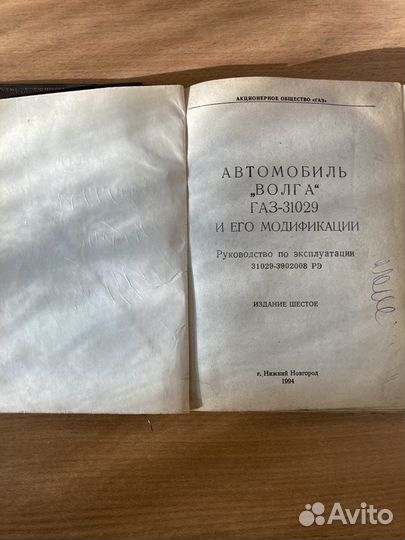 АКЦИОНЕРНОЕ ОБЩЕСТВО «ГАЗ»
АВТОМОБИЛЬ
„ВОЛГА“
ГАЗ-31029
И ЕГО МОДИФИКАЦИИ
Руководство по эксплуатации
31029-3902008 РЭ
ИЗДАНИЕ ШЕСТОЕ
г. Нижний Новгород
1994
Avito